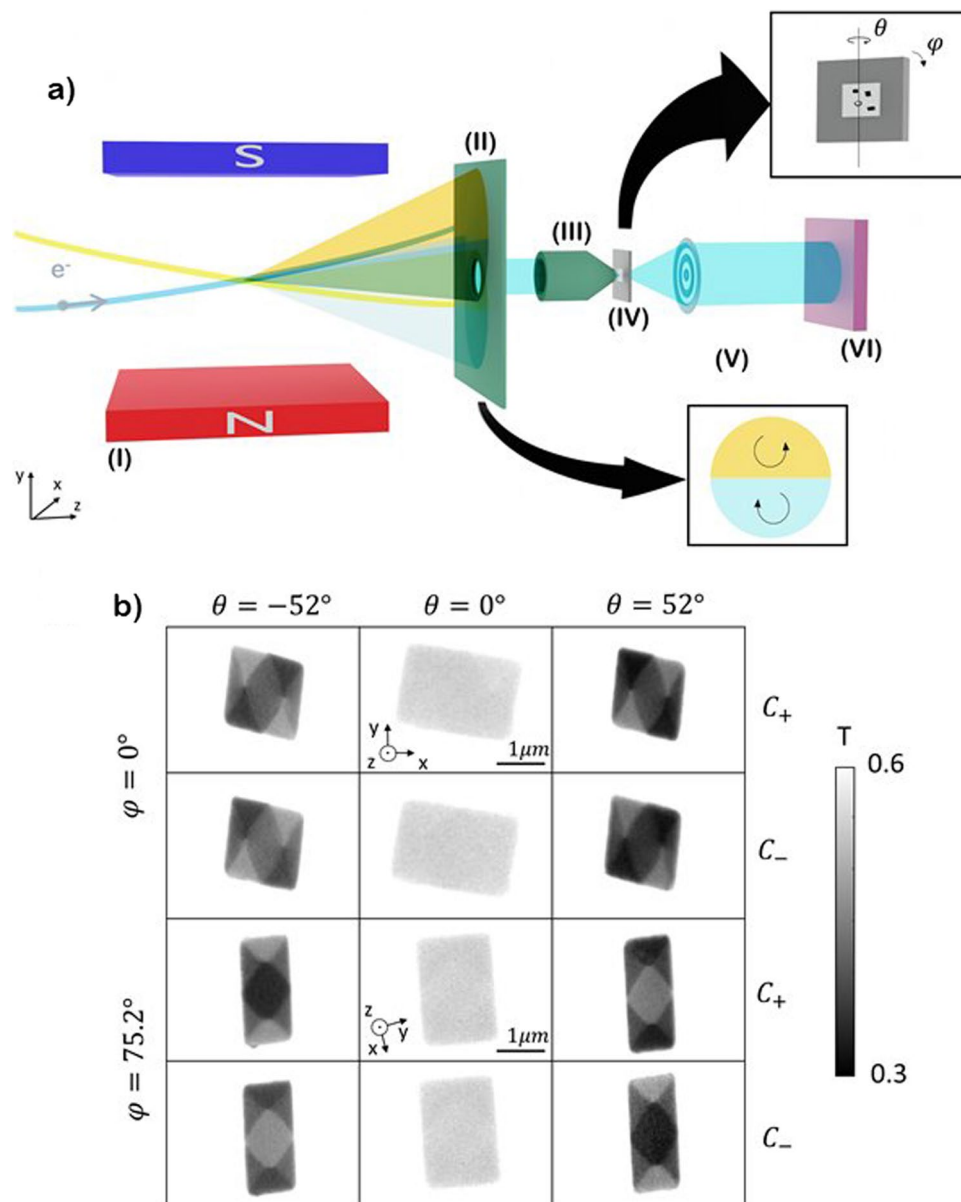 a)
θ
φ
S
(II)
(III)
e⁻
(IV)
(VI)
(V)
N
(I)
y
x
z
b)
θ = −52°
θ = 0°
θ = 52°
φ = 0°
C₊
y
z
x
1μm
T
0.6
C₋
φ = 75.2°
C₊
z
y
x
1μm
0.3
C₋